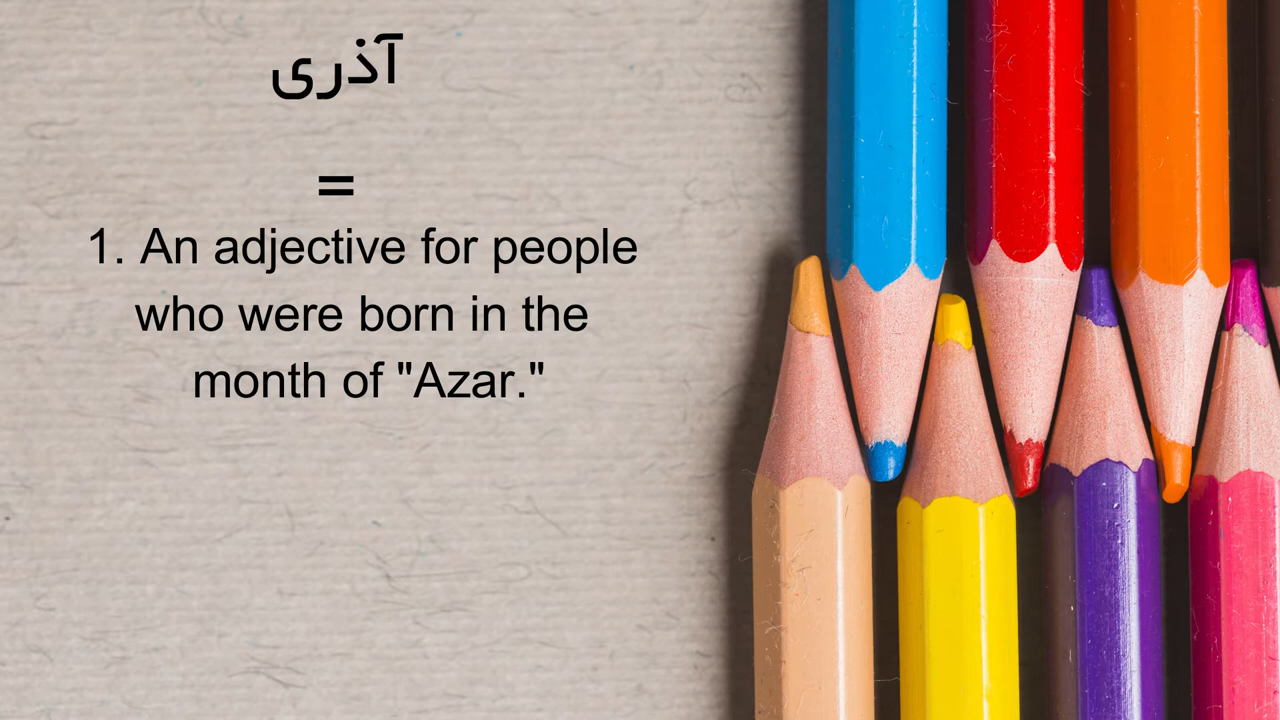 آذری
=
1. An adjective for people
who were born in the
month of "Azar."